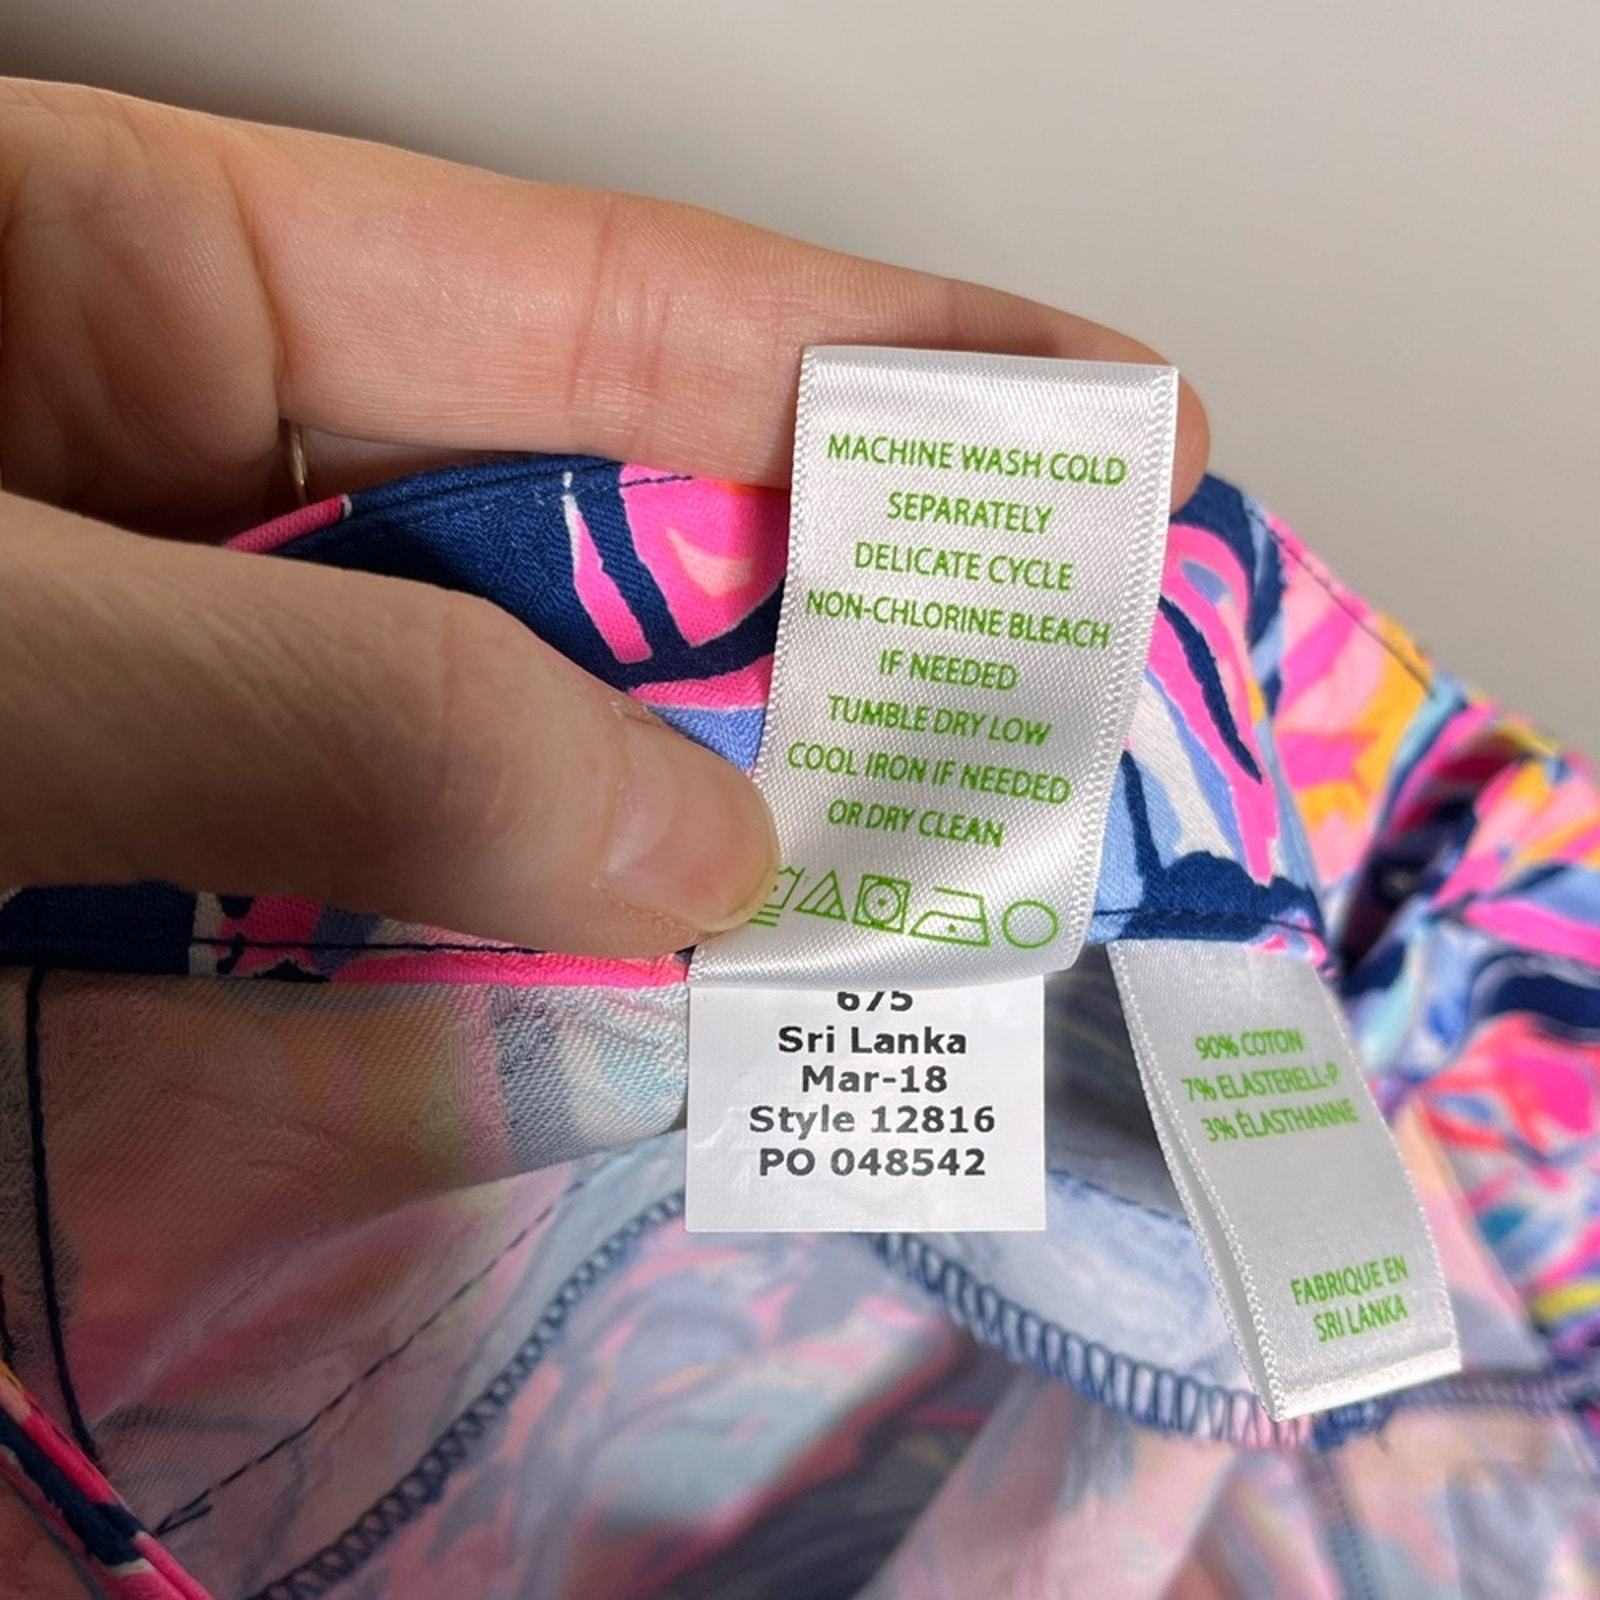 MACHINE WASH COLD
SEPARATELY
DELICATE CYCLE
NON-CHLORINE BLEACH
IF NEEDED
TUMBLE DRY LOW
COOL IRON IF NEEDED
OR DRY CLEAN
675
Sri Lanka
Mar-18
Style 12816
PO 048542
90% COTON
7% ELASTERELL-P
3% ÉLASTHANNE
FABRIQUE EN
SRI LANKA